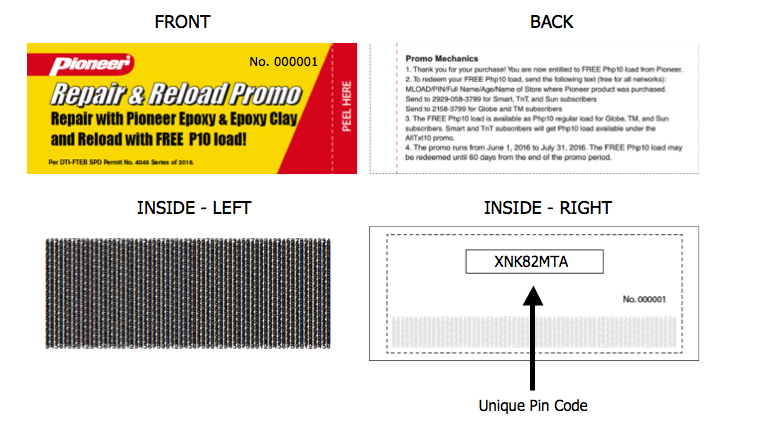 FRONT
BACK
Pioneer
No. 000001
Repair & Reload Promo
Repair with Pioneer Epoxy & Epoxy Clay
and Reload with FREE P10 load!
Per DTI-FTEB SPD Permit No. 4046 Series of 2016.
PEEL HERE
Promo Mechanics
1. Thank you for your purchase! You are now entitled to FREE Php10 load from Pioneer.
2. To redeem your FREE Php10 load, send the following text (free for all networks):
MLOAD/PIN/Full Name/Age/Name of Store where Pioneer product was purchased.
Send to 2929-058-3799 for Smart, TnT, and Sun subscribers
Send to 2158-3799 for Globe and TM subscribers
3. The FREE Php10 load is available as Php10 regular load for Globe, TM, and Sun
subscribers. Smart and TnT subscribers will get Php10 load available under the
AllTxt10 promo.
4. The promo runs from June 1, 2016 to July 31, 2016. The FREE Php10 load may
be redeemed until 60 days from the end of the promo period.
INSIDE - LEFT
INSIDE - RIGHT
XNK82MTA
No. 000001
Unique Pin Code